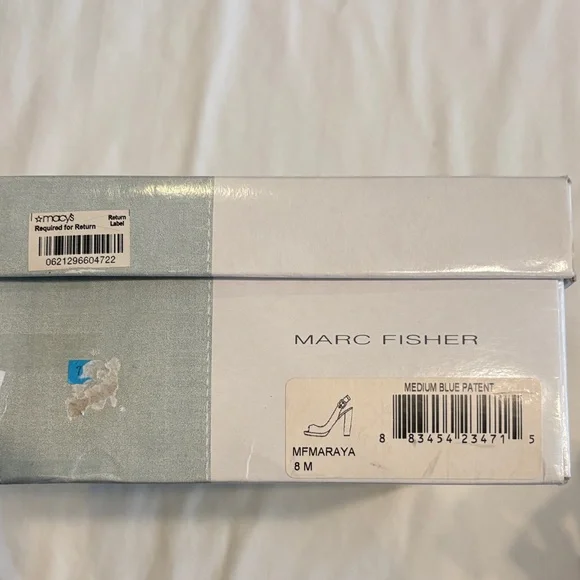 ☆macy's Return
Required for Return Label
0621296604722
MARC FISHER
MEDIUM BLUE PATENT
MFMARAYA
8 M
8 83454 23471 5